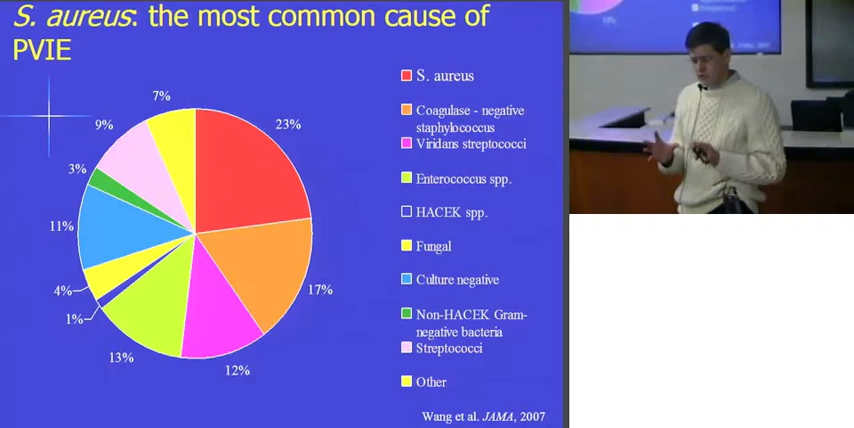 S. aureus: the most common cause of
PVIE
7%
9%
23%
3%
11%
4%
1%
17%
13%
12%
S. aureus
Coagulase - negative
staphylococcus
Viridans streptococci
Enterococcus spp.
HACEK spp.
Fungal
Culture negative
Non-HACEK Gram-
negative bacteria
Streptococci
Other
Wang et al. JAMA, 2007